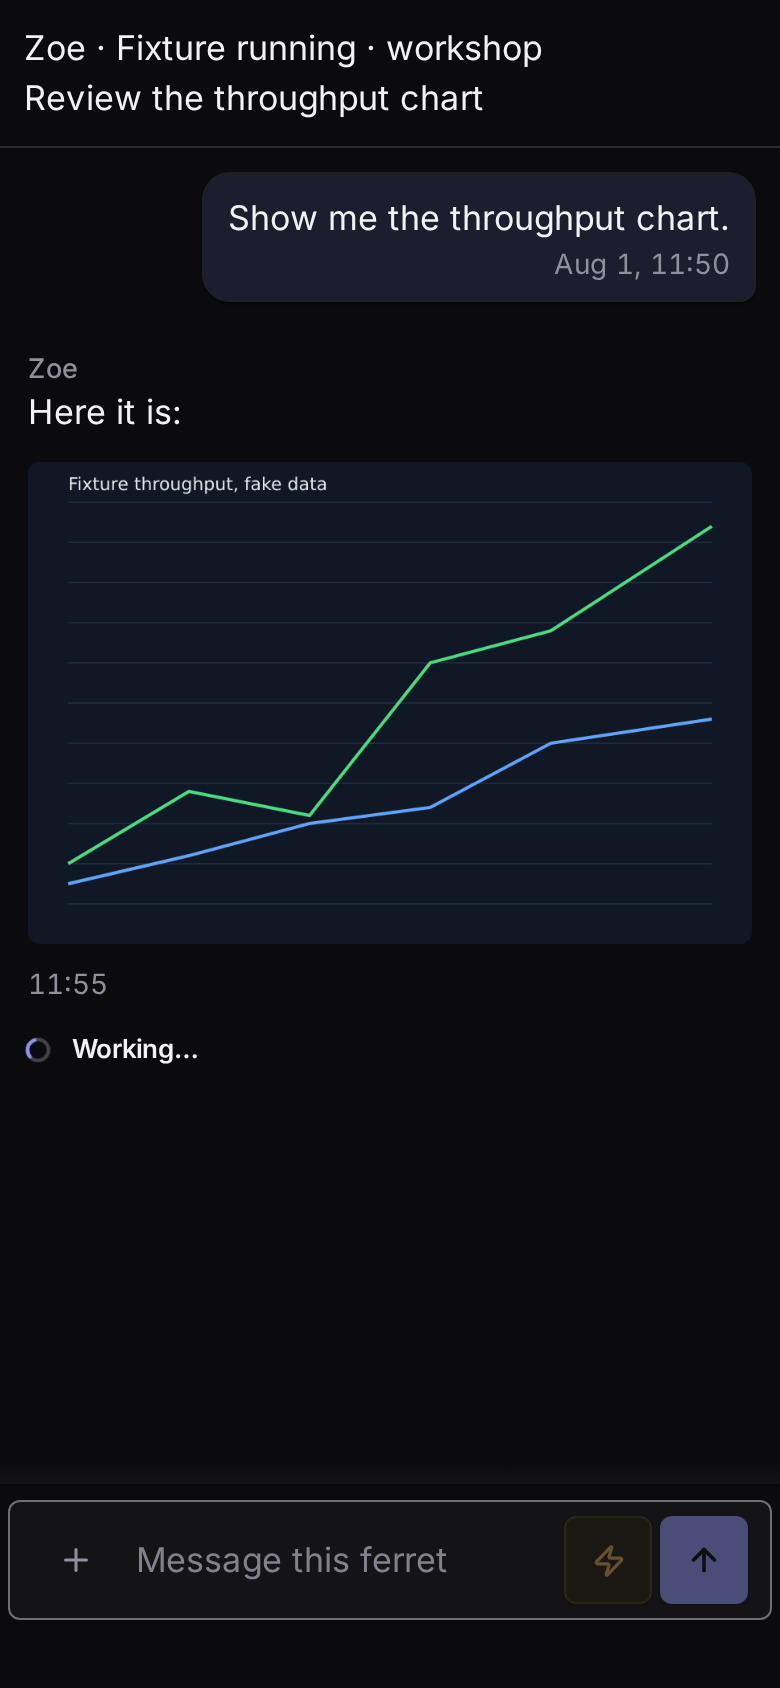 Zoe · Fixture running · workshop
Review the throughput chart
Show me the throughput chart.
Aug 1, 11:50
Zoe
Here it is:
Fixture throughput, fake data
11:55
Working...
Message this ferret